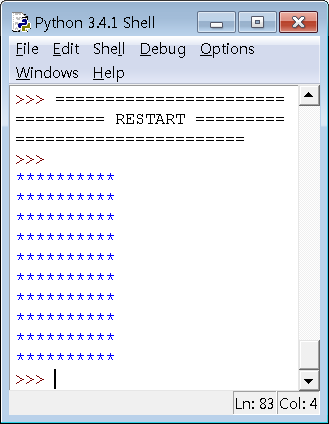 Python 3.4.1 Shell
File Edit Shell Debug Options
Windows Help
>>> =======================
========= RESTART =========
=======================
>>>
**********
**********
**********
**********
**********
**********
**********
**********
**********
**********
>>>
Ln: 83 Col: 4